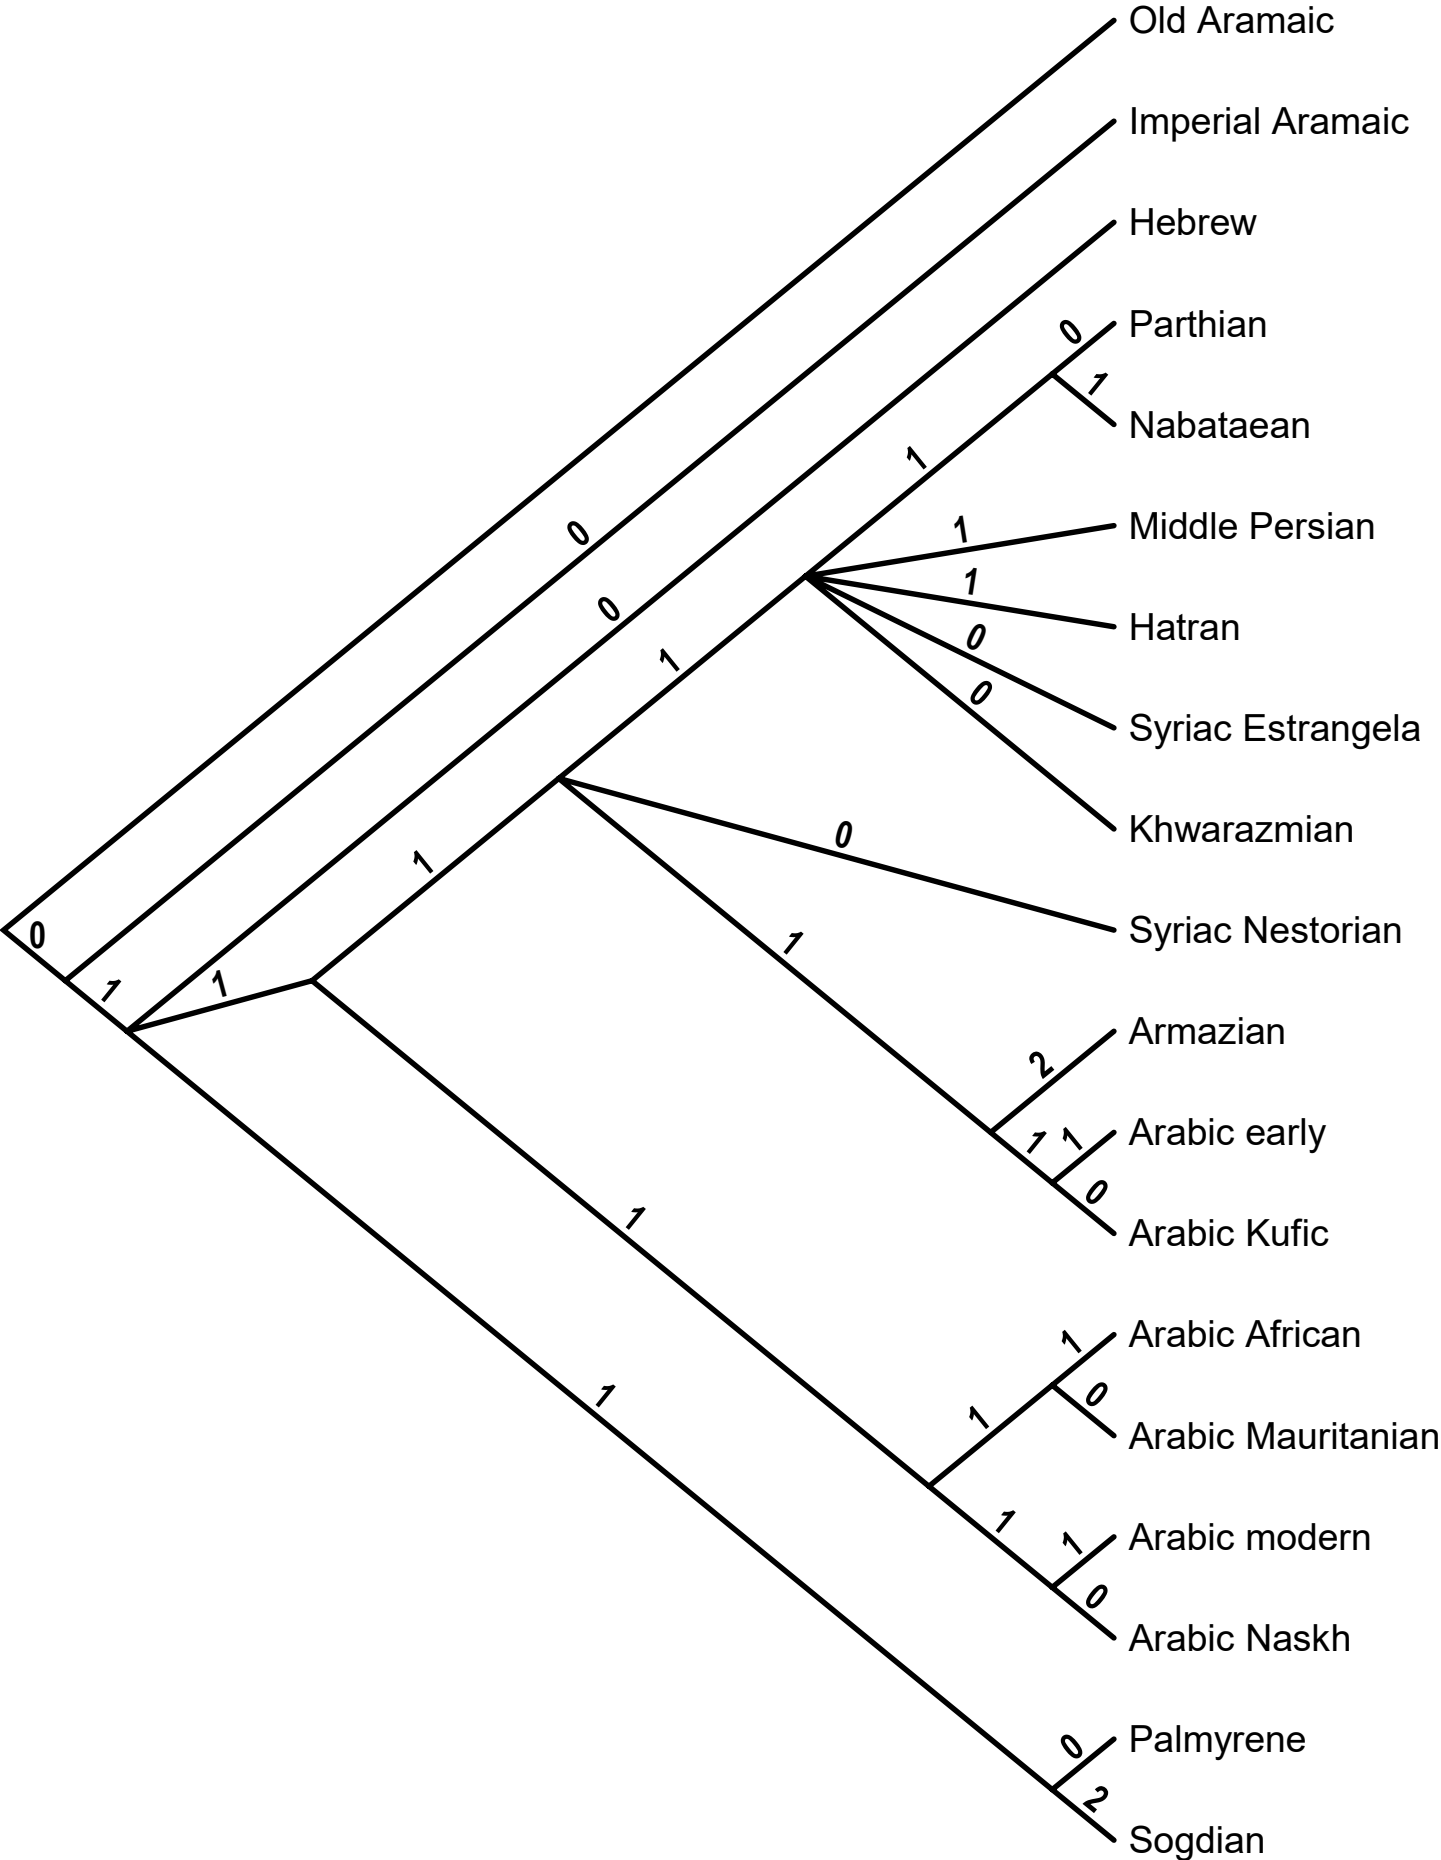 Old Aramaic
Imperial Aramaic
Hebrew
0
Parthian
1
Nabataean
1
1
Middle Persian
0
1
Hatran
0
0
Syriac Estrangela
1
0
Khwarazmian
0
1
Syriac Nestorian
0
1
1
1
Armazian
2
1
1
Arabic early
0
Arabic Kufic
1
1
Arabic African
0
1
Arabic Mauritanian
1
1
1
Arabic modern
0
Arabic Naskh
0
Palmyrene
2
Sogdian